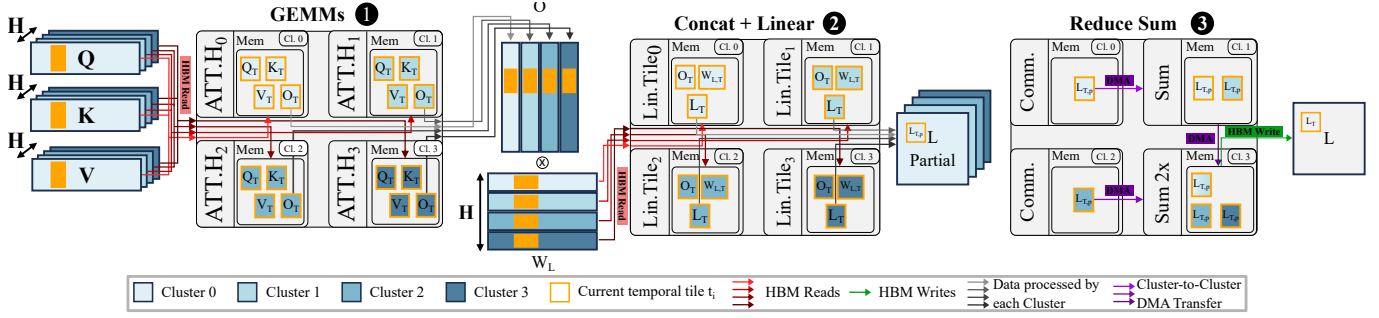 GEMMs 1
H
Q
H
K
H
V
HBM Read
ATT.H0
Mem
Cl. 0
QT
KT
VT
OT
ATT.H1
Mem
Cl. 1
QT
KT
VT
OT
ATT.H2
Mem
Cl. 2
QT
KT
VT
OT
ATT.H3
Mem
Cl. 3
QT
KT
VT
OT
O
⊗
H
WL
HBM Read
Concat + Linear 2
Lin.Tile0
Mem
Cl. 0
OT
WL,T
LT
Lin.Tile1
Mem
Cl. 1
OT
WL,T
LT
Lin.Tile2
Mem
Cl. 2
OT
WL,T
LT
Lin.Tile3
Mem
Cl. 3
OT
WL,T
LT
LT,p
L
Partial
Reduce Sum 3
Comm.
Mem
Cl. 0
LT,p
DMA
Sum
Mem
Cl. 1
LT,p
LT,p
DMA
HBM Write
Comm.
Mem
Cl. 2
LT,p
DMA
Sum 2x
Mem
Cl. 3
LT,p
LT,p
LT,p
LT
L
Cluster 0
Cluster 1
Cluster 2
Cluster 3
Current temporal tile ti
HBM Reads
HBM Writes
Data processed by
each Cluster
Cluster-to-Cluster
DMA Transfer